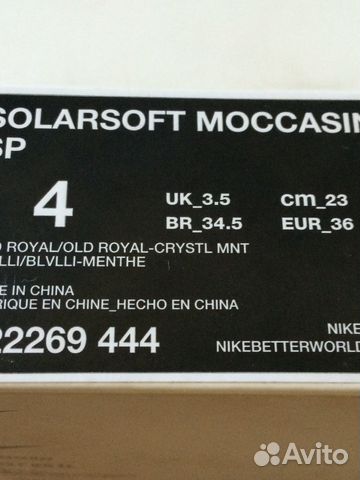 SOLARSOFT MOCCASIN
SP
4
UK_3.5 cm_23
BR_34.5 EUR_36
D ROYAL/OLD ROYAL-CRYSTL MNT
LLI/BLVLLI-MENTHE
E IN CHINA
RIQUE EN CHINE_HECHO EN CHINA
22269 444
NIKE
NIKEBETTERWORLD
Avito